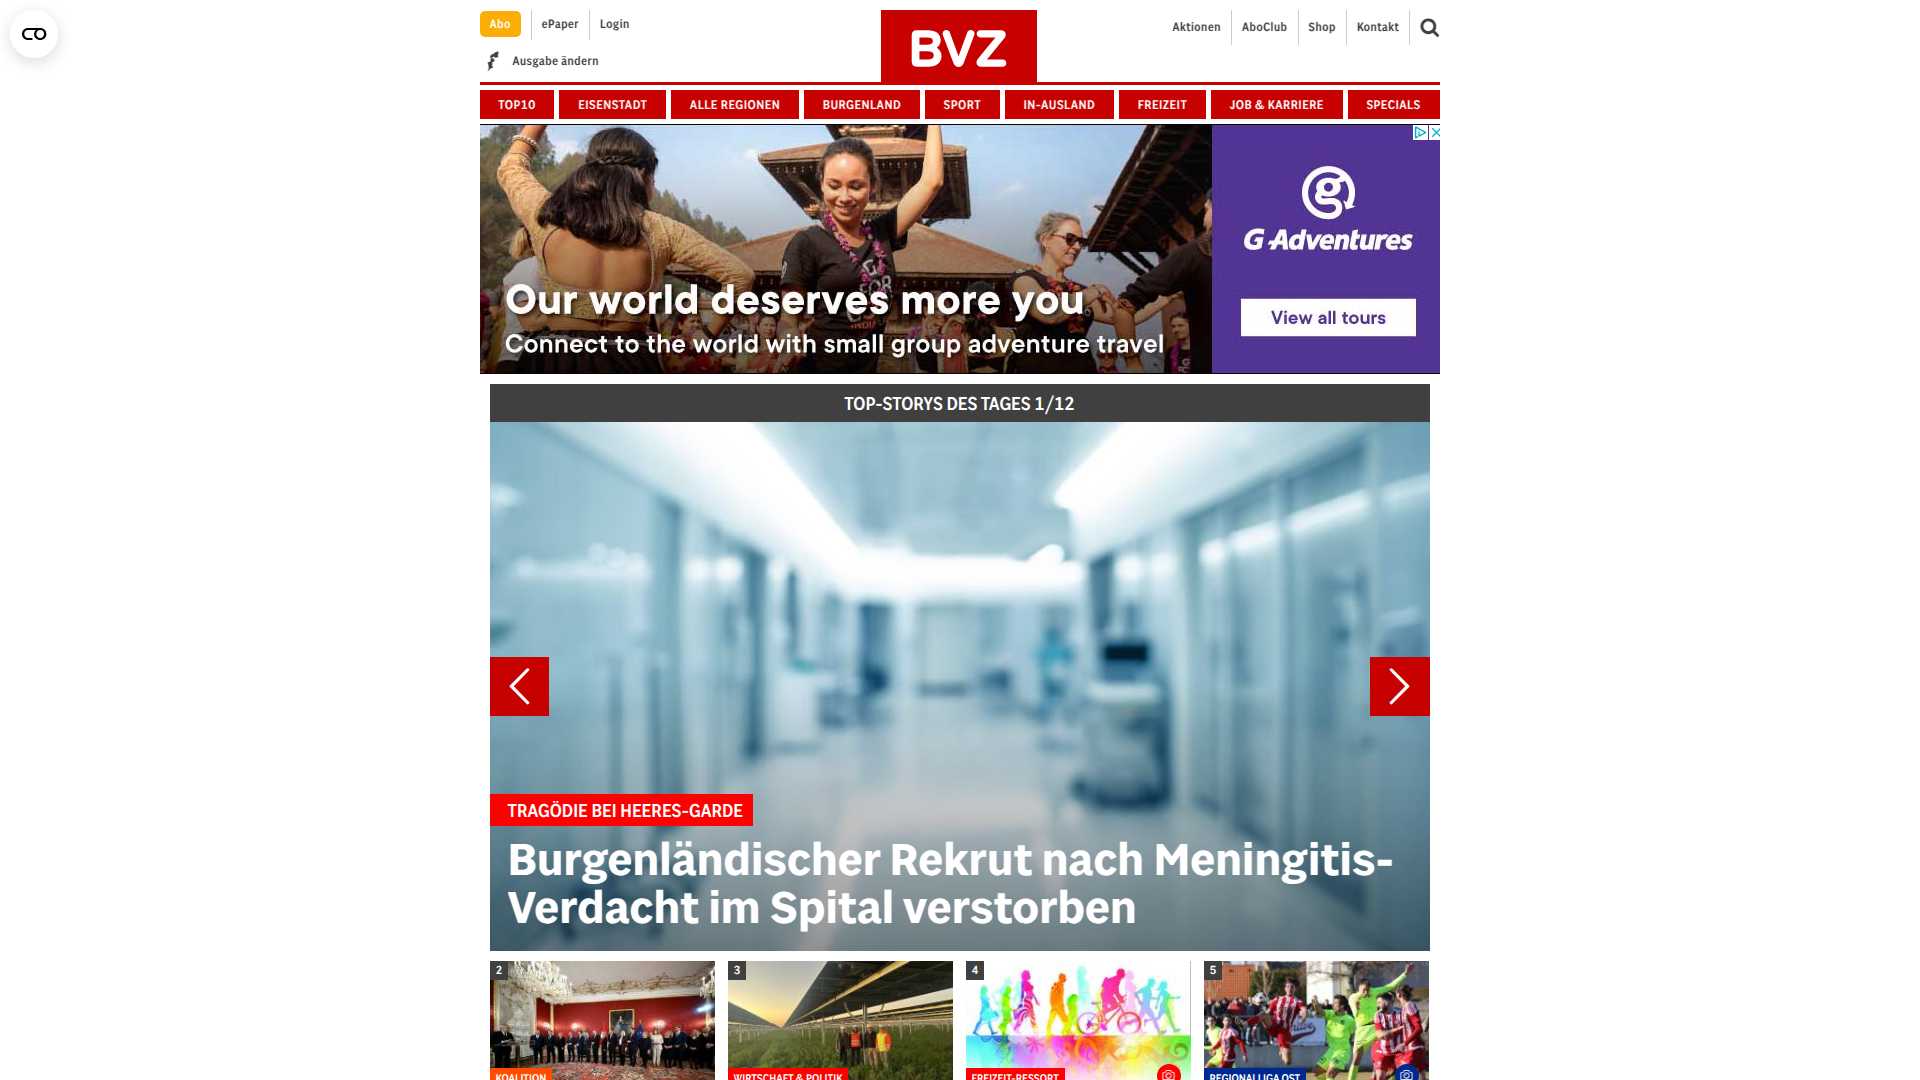 Abo
ePaper
Login
Aktionen
AboClub
Shop
Kontakt
Ausgabe ändern
BVZ
TOP10
EISENSTADT
ALLE REGIONEN
BURGENLAND
SPORT
IN-AUSLAND
FREIZEIT
JOB & KARRIERE
SPECIALS
Our world deserves more you
Connect to the world with small group adventure travel
G Adventures
View all tours
TOP-STORYS DES TAGES 1/12
TRAGÖDIE BEI HEERES-GARDE
Burgenländischer Rekrut nach Meningitis-
Verdacht im Spital verstorben
2
3
4
5
KOALITION
WIRTSCHAFT & POLITIK
FREIZEIT-RESSORT
REGIONALLIGA OST